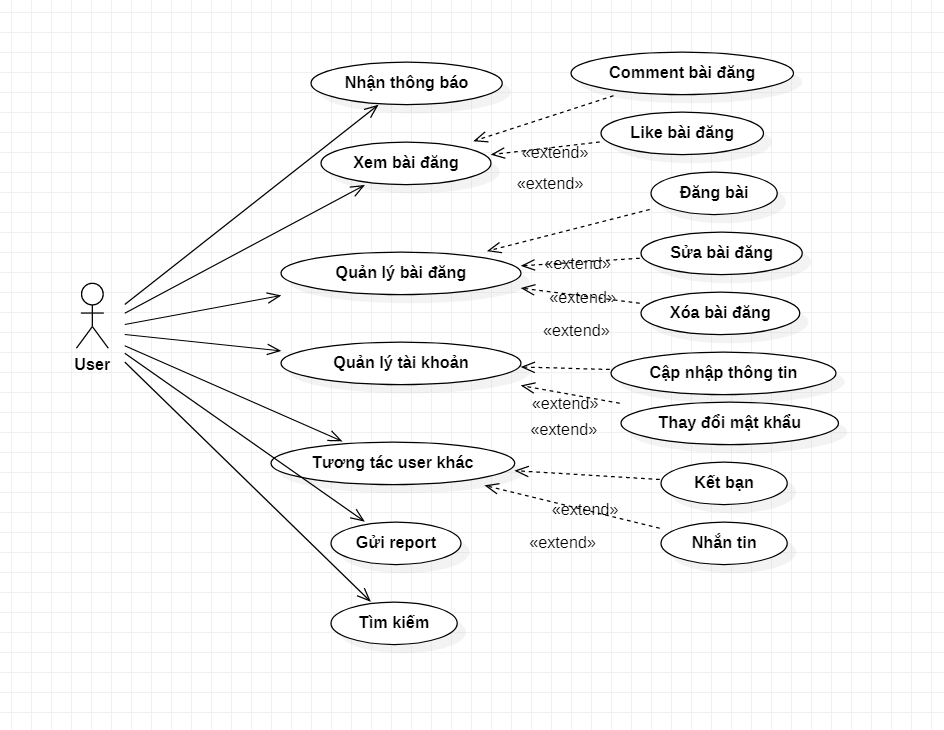 Comment bài đăng
Nhận thông báo
Like bài đăng
«extend»
Xem bài đăng
«extend»
Đăng bài
Sửa bài đăng
«extend»
Quản lý bài đăng
«extend»
Xóa bài đăng
«extend»
User
Quản lý tài khoản
Cập nhập thông tin
«extend»
Thay đổi mật khẩu
«extend»
Tương tác user khác
Kết bạn
«extend»
Gửi report
«extend»
Nhắn tin
Tìm kiếm